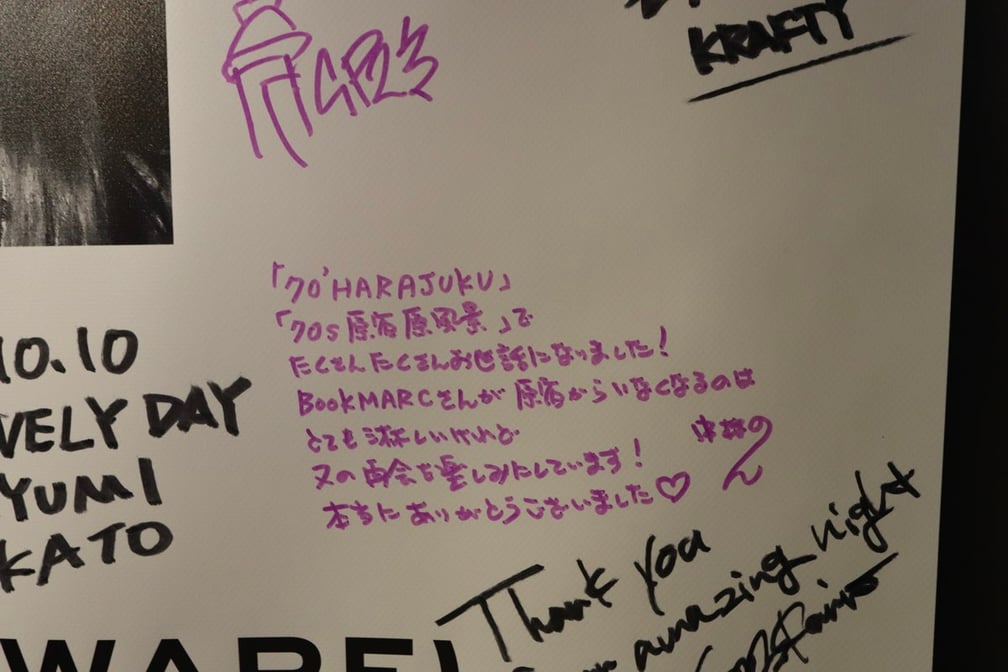 KRAFTY
「70'HARAJUKU」
「70s 原宿原風景」で
たくさんたくさんお世話になりました!
BookMARCさんが 原宿からいなくなるのは
とても淋しいけれど
又の再会を楽しみにしています!
本当にありがとうございました♡
10.10
VELY DAY
YUMI
KATO
Thank you
amazing night
WAREL